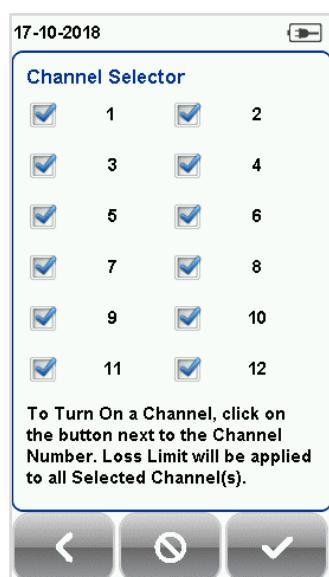 17-10-2018
Channel Selector
1 2
3 4
5 6
7 8
9 10
11 12
To Turn On a Channel, click on
the button next to the Channel
Number. Loss Limit will be applied
to all Selected Channel(s).